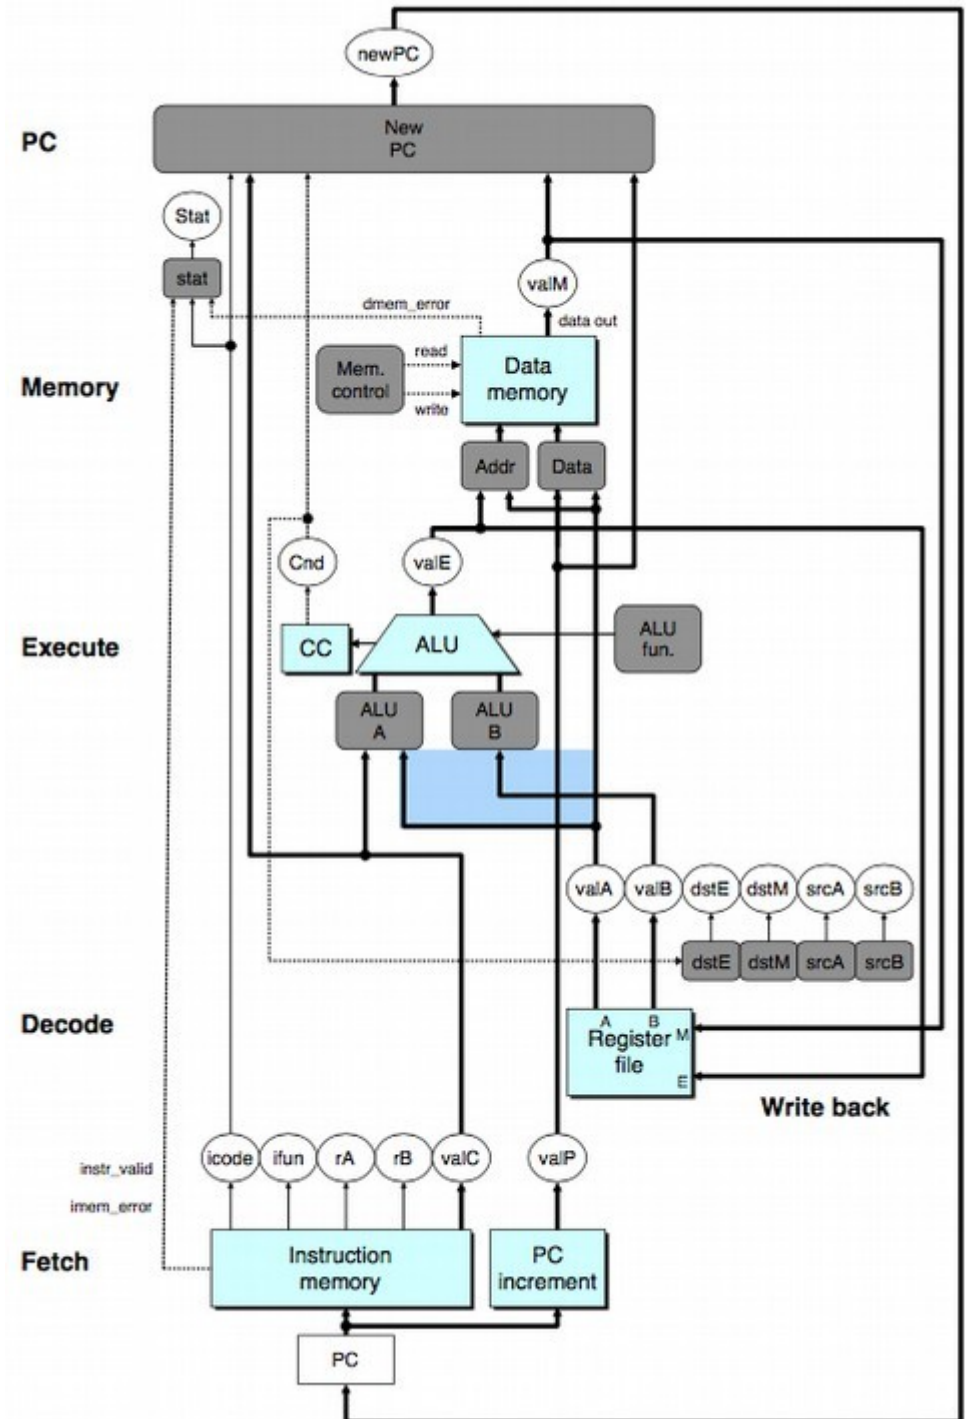 newPC
PC
New
PC
Stat
stat
valM
dmem_error
data out
Memory
Mem.
control
read
write
Data
memory
Addr
Data
Cnd
valE
Execute
CC
ALU
ALU
fun.
ALU
A
ALU
B
valA
valB
dstE
dstM
srcA
srcB
dstE
dstM
srcA
srcB
Decode
A
B
M
Register
file
E
Write back
icode
ifun
rA
rB
valC
valP
instr_valid
imem_error
Fetch
Instruction
memory
PC
increment
PC